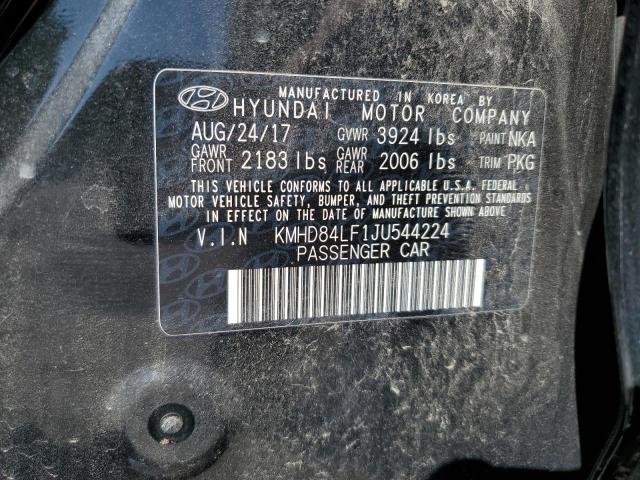 MANUFACTURED IN KOREA BY
HYUNDAI MOTOR COMPANY
AUG/24/17 GVWR 3924 lbs PAINT NKA
GAWR FRONT 2183 lbs GAWR REAR 2006 lbs TRIM PKG
THIS VEHICLE CONFORMS TO ALL APPLICABLE U.S.A. FEDERAL
MOTOR VEHICLE SAFETY, BUMPER, AND THEFT PREVENTION STANDARDS
IN EFFECT ON THE DATE OF MANUFACTURE SHOWN ABOVE
V.I.N KMHD84LF1JU544224
PASSENGER CAR